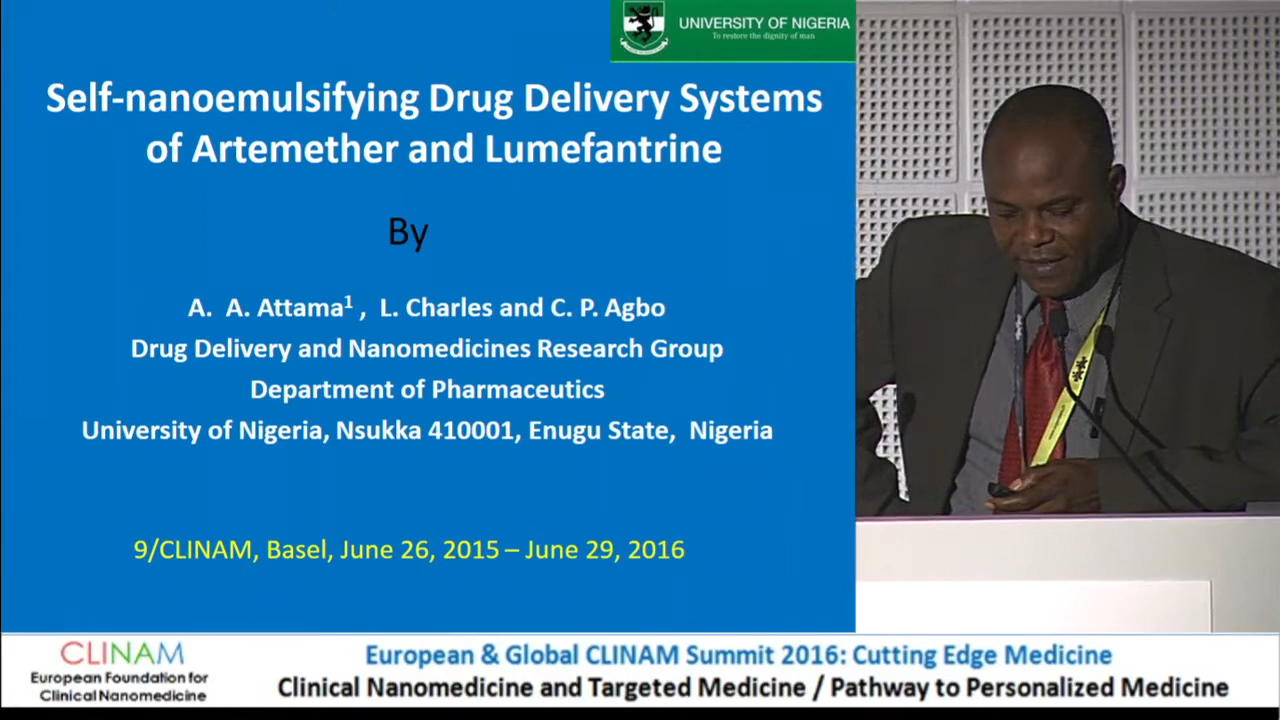 UNIVERSITY OF NIGERIA
To restore the dignity of man
Self-nanoemulsifying Drug Delivery Systems
of Artemether and Lumefantrine
By
A. A. Attama¹ , L. Charles and C. P. Agbo
Drug Delivery and Nanomedicines Research Group
Department of Pharmaceutics
University of Nigeria, Nsukka 410001, Enugu State, Nigeria
9/CLINAM, Basel, June 26, 2015 – June 29, 2016
CLINAM
European Foundation for
Clinical Nanomedicine
European & Global CLINAM Summit 2016: Cutting Edge Medicine
Clinical Nanomedicine and Targeted Medicine / Pathway to Personalized Medicine